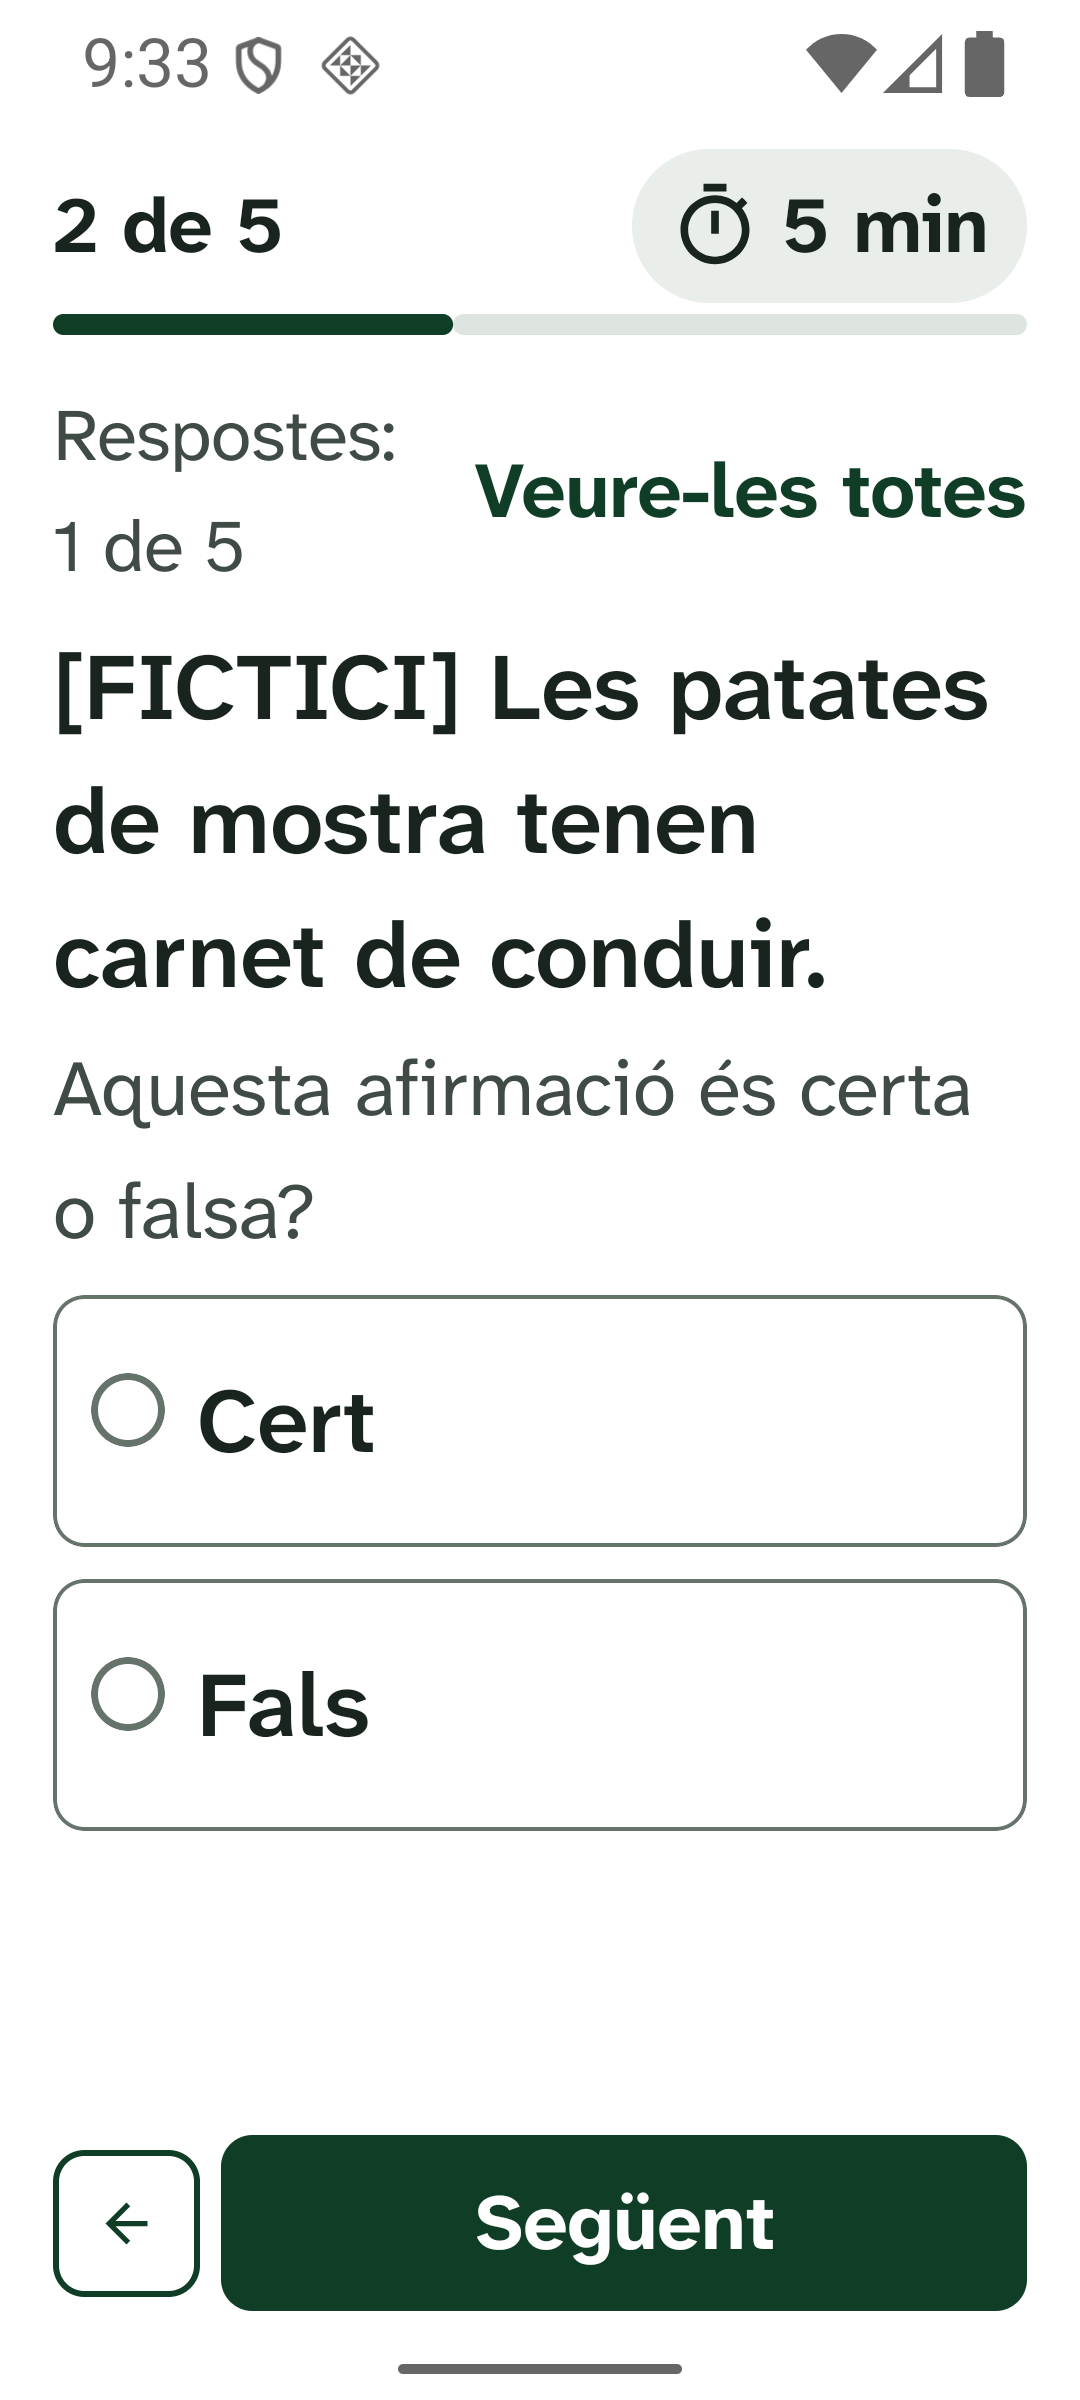 9:33
2 de 5
5 min
Respostes:
1 de 5
Veure-les totes
[FICTICI] Les patates
de mostra tenen
carnet de conduir.
Aquesta afirmació és certa
o falsa?
Cert
Fals
Següent